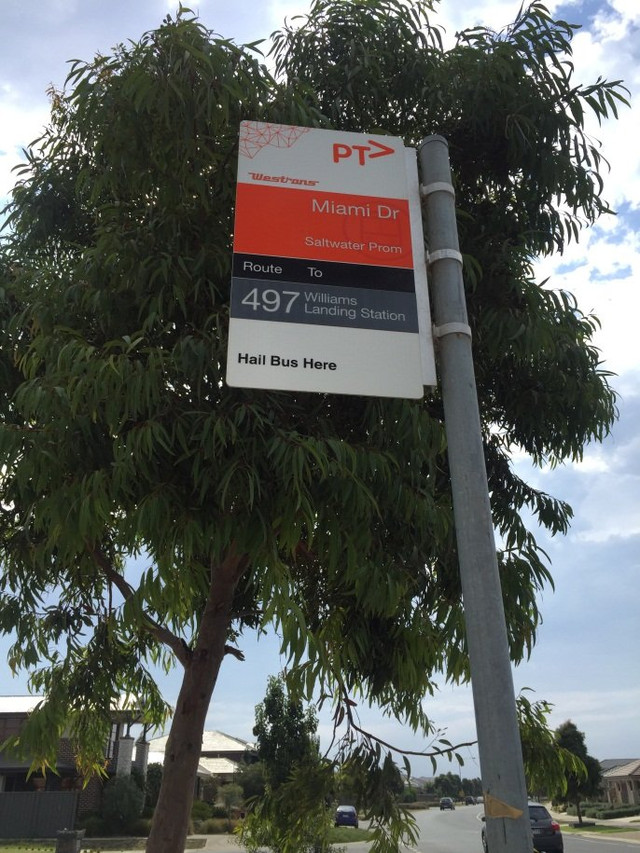 PT>
Westrans
Miami Dr
Saltwater Prom
Route To
497 Williams
Landing Station
Hail Bus Here